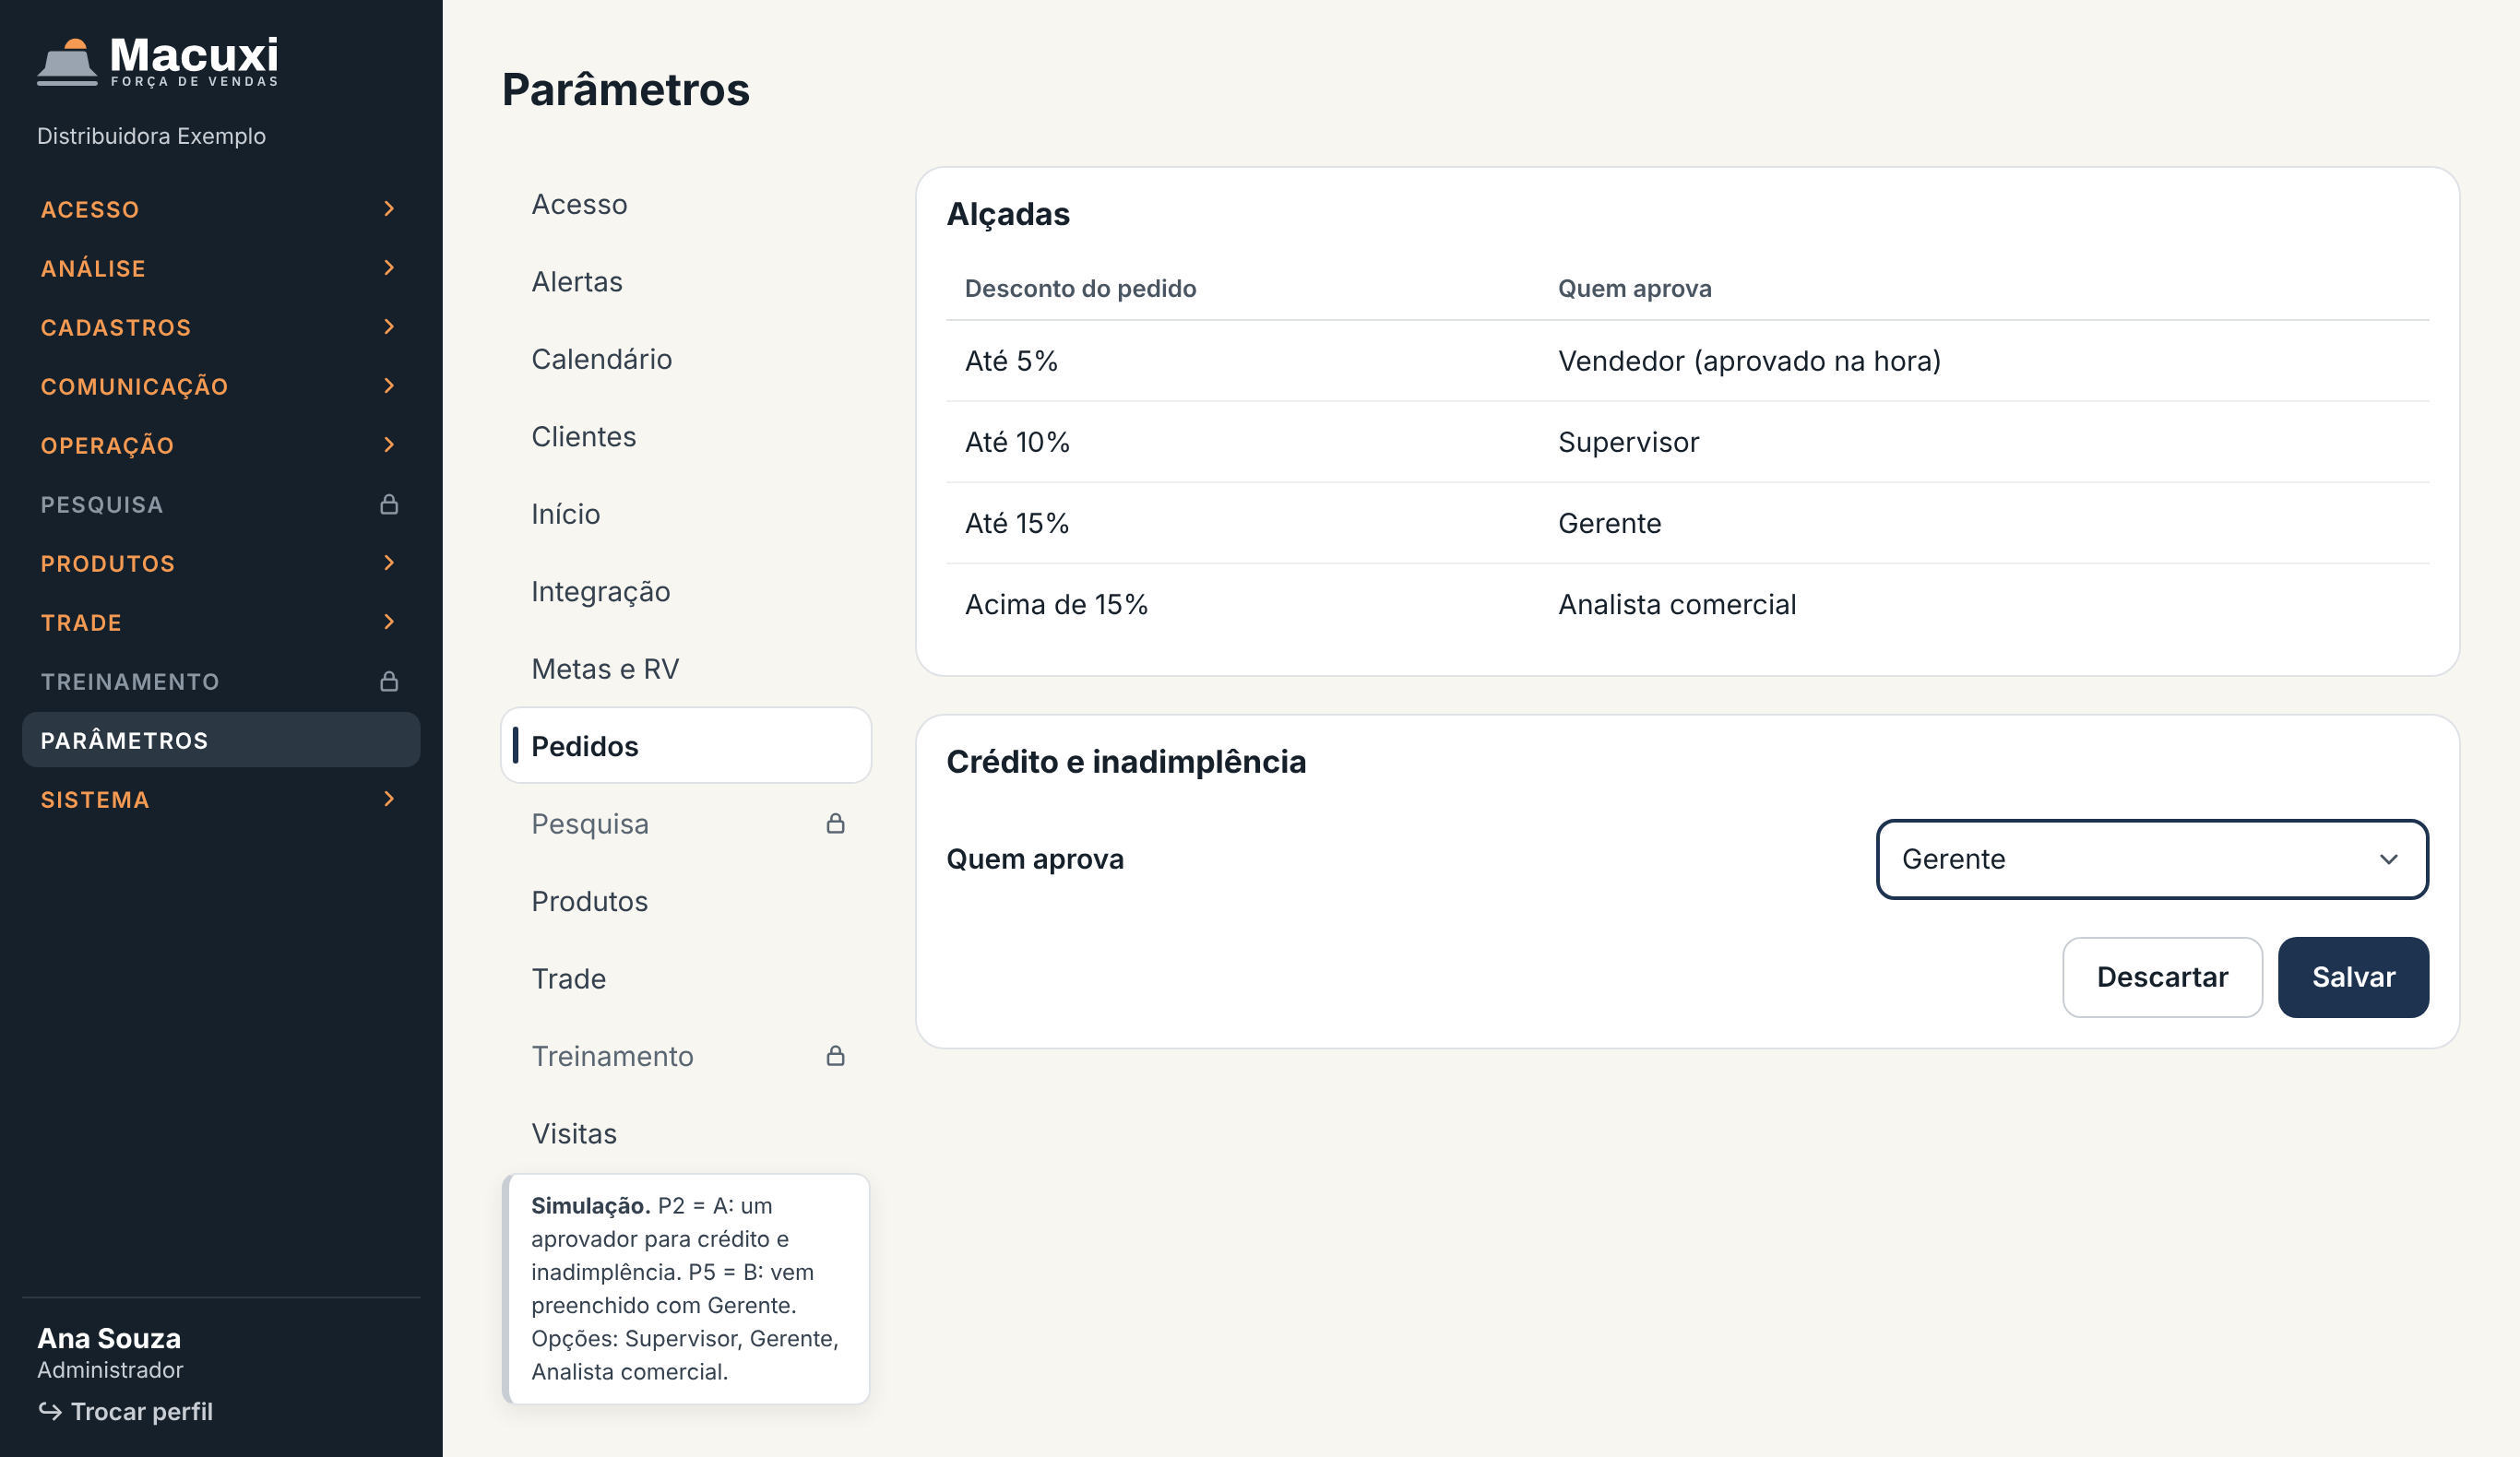 Macuxi
FORÇA DE VENDAS
Distribuidora Exemplo
ACESSO
ANÁLISE
CADASTROS
COMUNICAÇÃO
OPERAÇÃO
PESQUISA
PRODUTOS
TRADE
TREINAMENTO
PARÂMETROS
SISTEMA
Ana Souza
Administrador
Trocar perfil
Parâmetros
Acesso
Alertas
Calendário
Clientes
Início
Integração
Metas e RV
Pedidos
Pesquisa
Produtos
Trade
Treinamento
Visitas
Simulação. P2 = A: um
aprovador para crédito e
inadimplência. P5 = B: vem
preenchido com Gerente.
Opções: Supervisor, Gerente,
Analista comercial.
Alçadas
Desconto do pedido Quem aprova
Até 5% Vendedor (aprovado na hora)
Até 10% Supervisor
Até 15% Gerente
Acima de 15% Analista comercial
Crédito e inadimplência
Quem aprova Gerente
Descartar Salvar